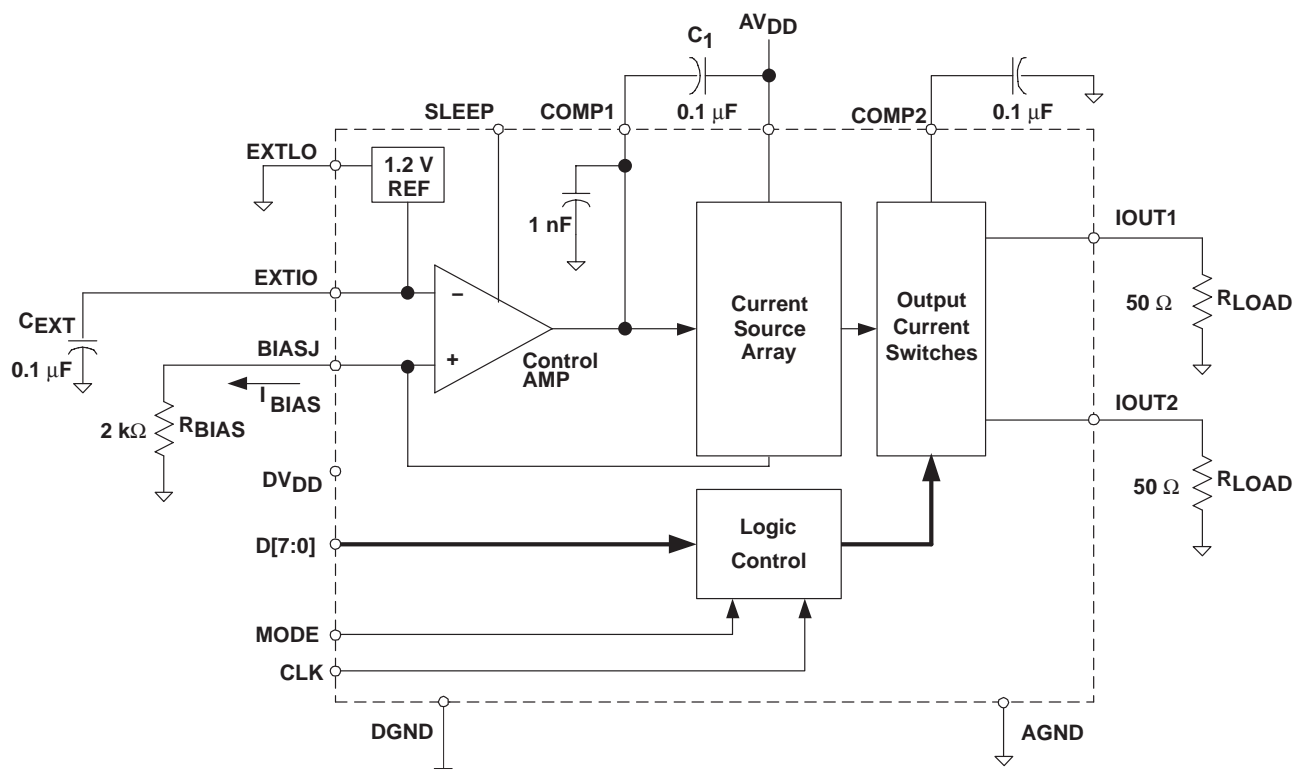 AVDD
C1
0.1 μF
0.1 μF
SLEEP
COMP1
COMP2
EXTLO
1.2 V
REF
1 nF
IOUT1
EXTIO
−
Current
Source
Array
Output
Current
Switches
50 Ω
RLOAD
CEXT
0.1 μF
BIASJ
+
Control
AMP
IBIAS
2 kΩ
RBIAS
IOUT2
DVDD
50 Ω
RLOAD
D[7:0]
Logic
Control
MODE
CLK
DGND
AGND